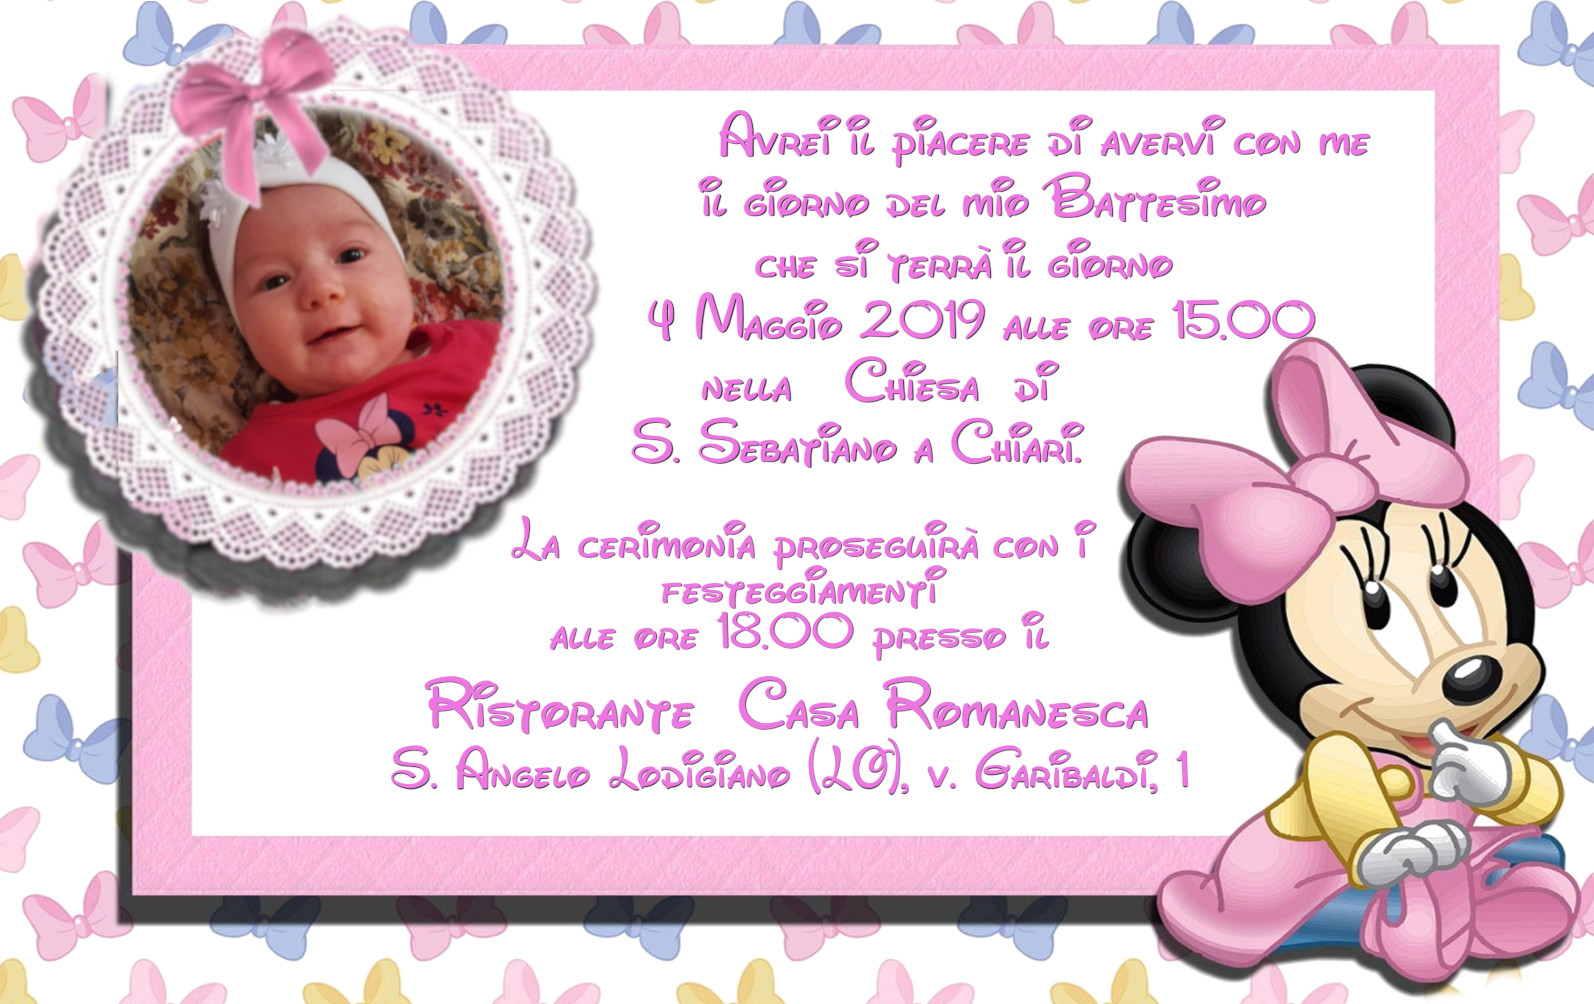 Avrei il piacere di avervi con me
il giorno del mio Battesimo
che si terrà il giorno
4 Maggio 2019 alle ore 15.00
nella Chiesa di
S. Sebatiano a Chiari.
La cerimonia proseguirà con i
festeggiamenti
alle ore 18.00 presso il
Ristorante Casa Romanesca
S. Angelo Lodigiano (LO), v. Garibaldi, 1